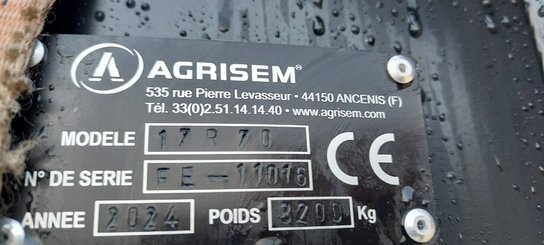 AGRISEM®
535 rue Pierre Levasseur • 44150 ANCENIS (F)
Tél. 33(0)2.51.14.14.40 • www.agrisem.com
MODELE 17R70
N° DE SERIE FE-11016
ANNEE 2024 POIDS 3200 Kg
CE